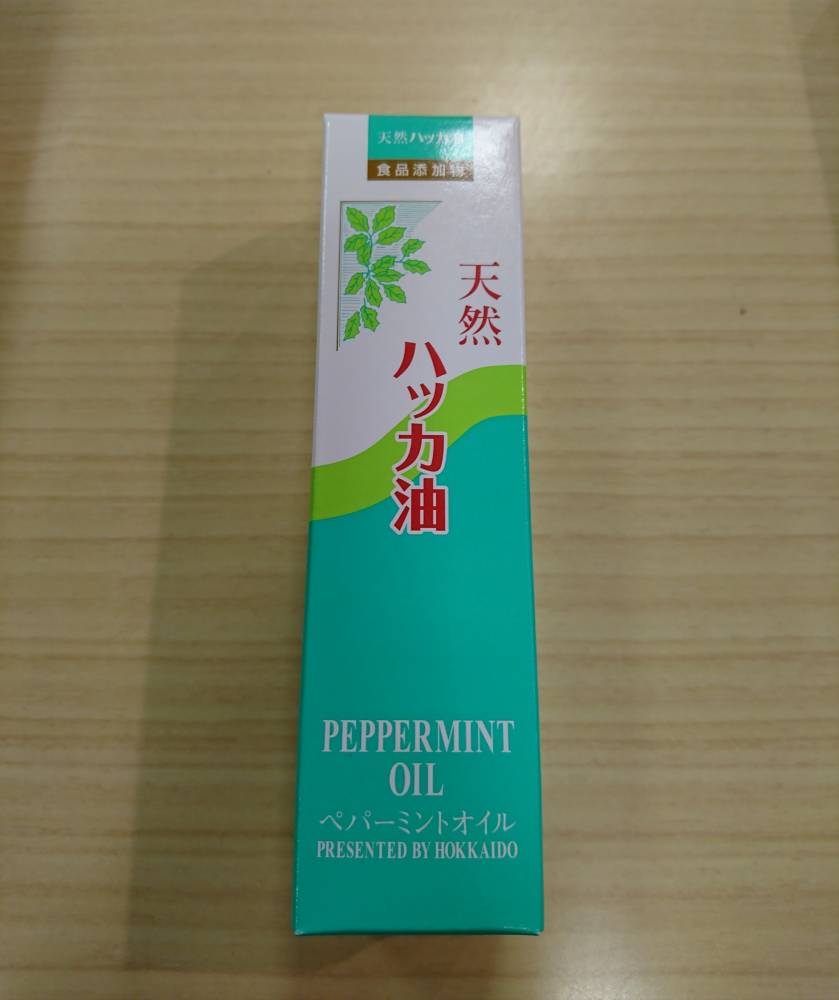 天然ハッカ油
食品添加物
天然
ハッカ油
PEPPERMINT
OIL
ペパーミントオイル
PRESENTED BY HOKKAIDO